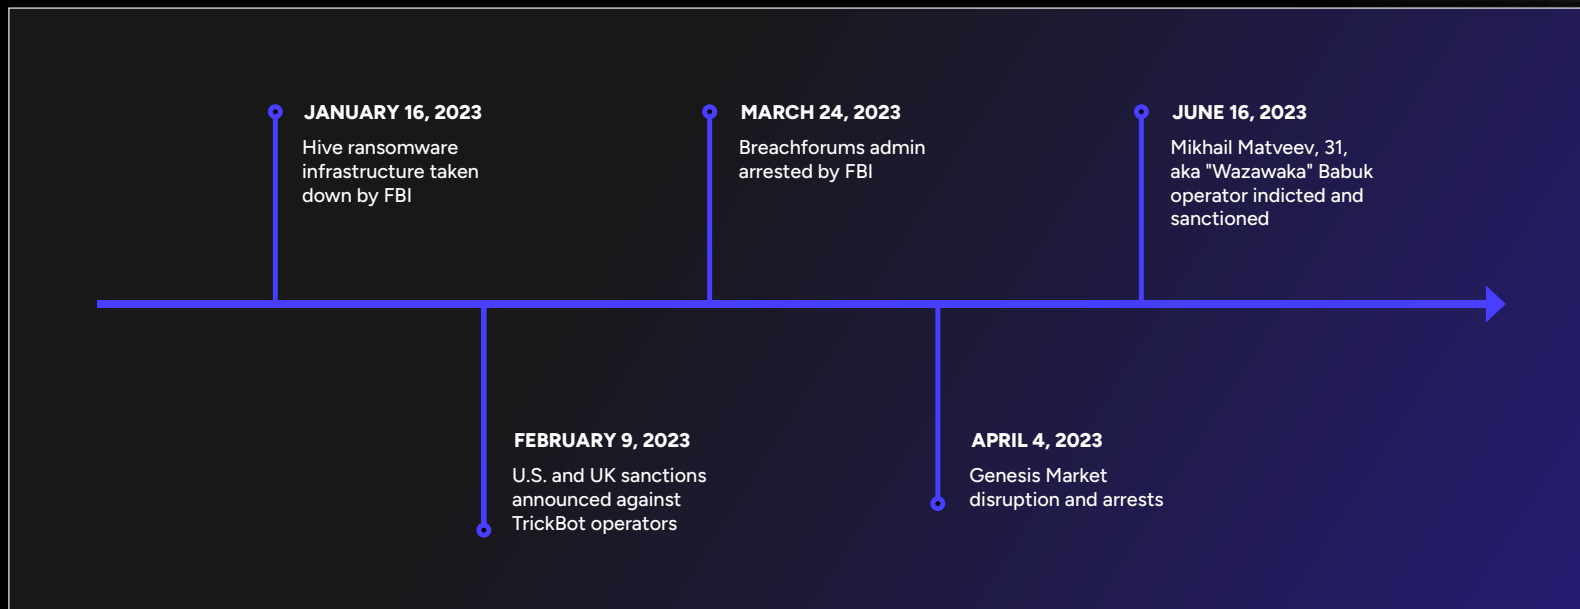 JANUARY 16, 2023
Hive ransomware
infrastructure taken
down by FBI
FEBRUARY 9, 2023
U.S. and UK sanctions
announced against
TrickBot operators
MARCH 24, 2023
Breachforums admin
arrested by FBI
APRIL 4, 2023
Genesis Market
disruption and arrests
JUNE 16, 2023
Mikhail Matveev, 31,
aka "Wazawaka" Babuk
operator indicted and
sanctioned